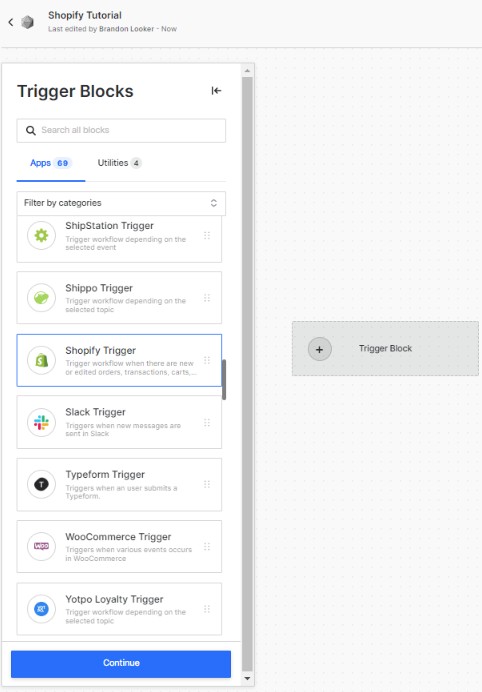 Shopify Tutorial
Last edited by Brandon Looker - Now
Trigger Blocks
Search all blocks
Apps 69 Utilities 4
Filter by categories
ShipStation Trigger
Trigger workflow depending on the
selected event
Shippo Trigger
Trigger workflow depending on the
selected topic
Shopify Trigger
Trigger workflow when there are new
or edited orders, transactions, carts,...
Slack Trigger
Triggers when new messages are
sent in Slack
Typeform Trigger
Triggers when an user submits a
Typeform.
WooCommerce Trigger
Triggers when various events occurs
in WooCommerce
Yotpo Loyalty Trigger
Trigger workflow depending on the
selected topic
Continue
Trigger Block